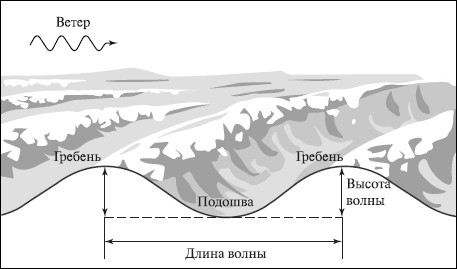 Ветер
Гребень
Гребень
Подошва
Высота
волны
Длина волны